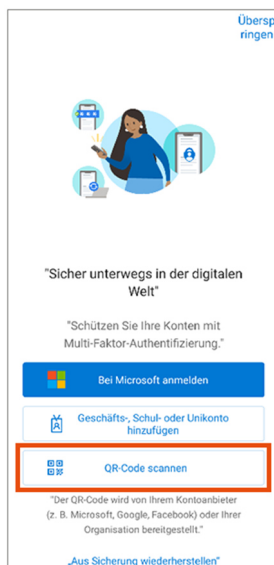 Übersp
ringen
"Sicher unterwegs in der digitalen
Welt"
"Schützen Sie Ihre Konten mit
Multi-Faktor-Authentifizierung."
Bei Microsoft anmelden
Geschäfts-, Schul- oder Unikonto
hinzufügen
QR-Code scannen
"Der QR-Code wird von Ihrem Kontoanbieter
(z. B. Microsoft, Google, Facebook) oder Ihrer
Organisation bereitgestellt."
„Aus Sicherung wiederherstellen"